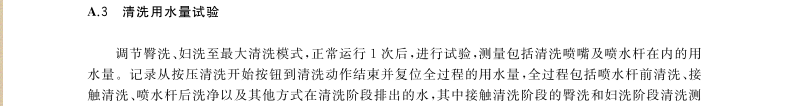 A.3 清洗用水量试验
调节臀洗、妇洗至最大清洗模式,正常运行 1 次后,进行试验,测量包括清洗喷嘴及喷水杆在内的用
水量。记录从按压清洗开始按钮到清洗动作结束并复位全过程的用水量,全过程包括喷水杆前清洗、接
触清洗、喷水杆后洗净以及其他方式在清洗阶段排出的水,其中接触清洗阶段的臀洗和妇洗阶段清洗测